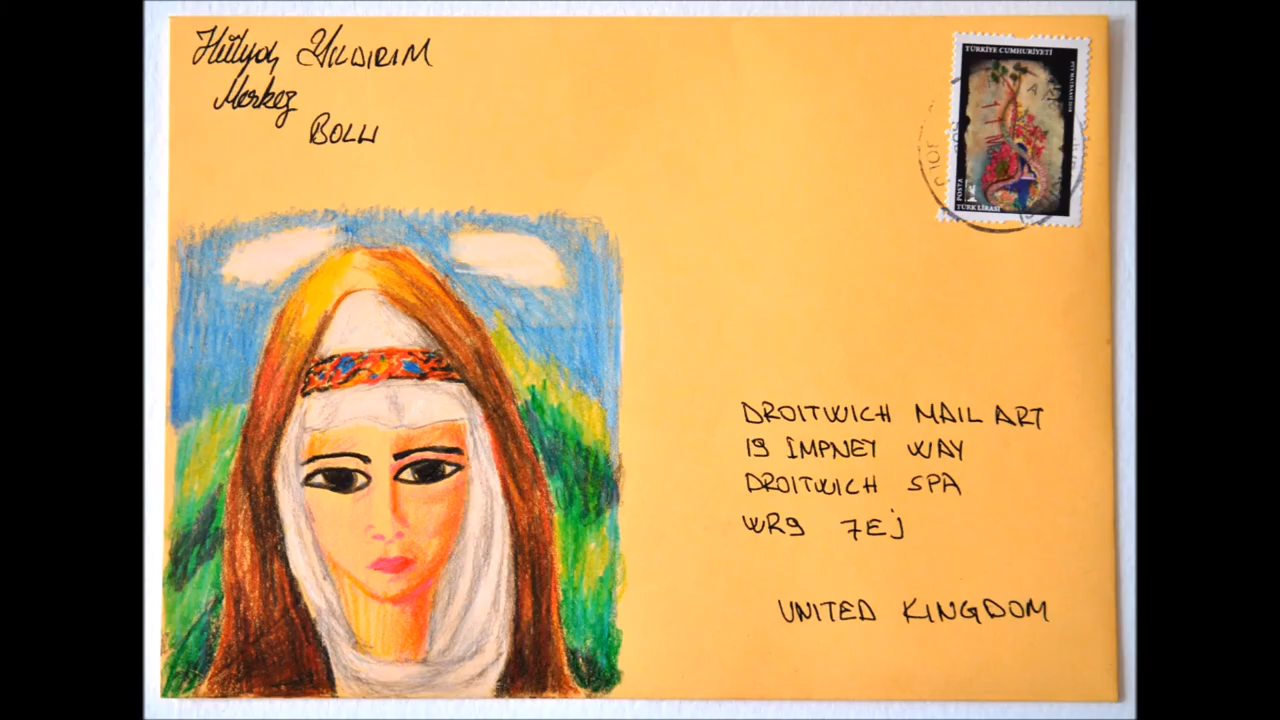 Hülya YILDIRIM
Merkez
BOLU
TÜRKİYE CUMHURİYETİ
POSTA
TÜRK LİRASI
DROITWICH MAIL ART
19 IMPNEY WAY
DROITWICH SPA
WR9 7EJ
UNITED KINGDOM